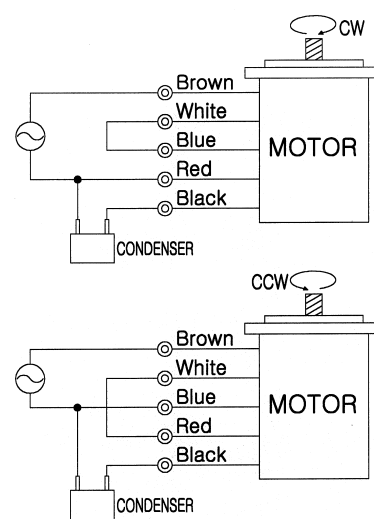 CW
Brown
White
Blue
MOTOR
Red
Black
CONDENSER
CCW
Brown
White
Blue
MOTOR
Red
Black
CONDENSER